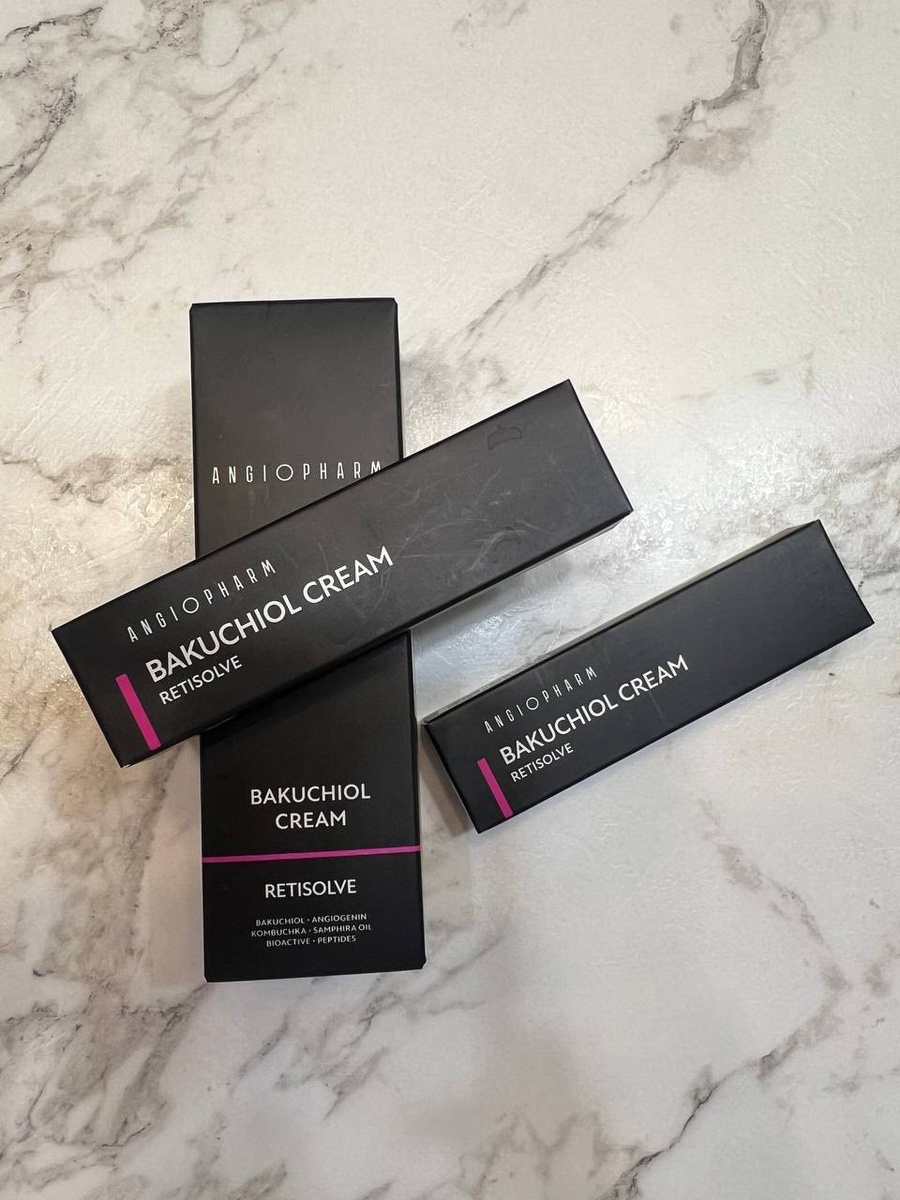 ANGIOPHARM
ANGIOPHARM
BAKUCHIOL CREAM
RETISOLVE
ANGIOPHARM
BAKUCHIOL CREAM
RETISOLVE
BAKUCHIOL
CREAM
RETISOLVE
BAKUCHIOL · ANGIOGENIN
KOMBUCHKA · SAMPHIRA OIL
BIOACTIVE · PEPTIDES